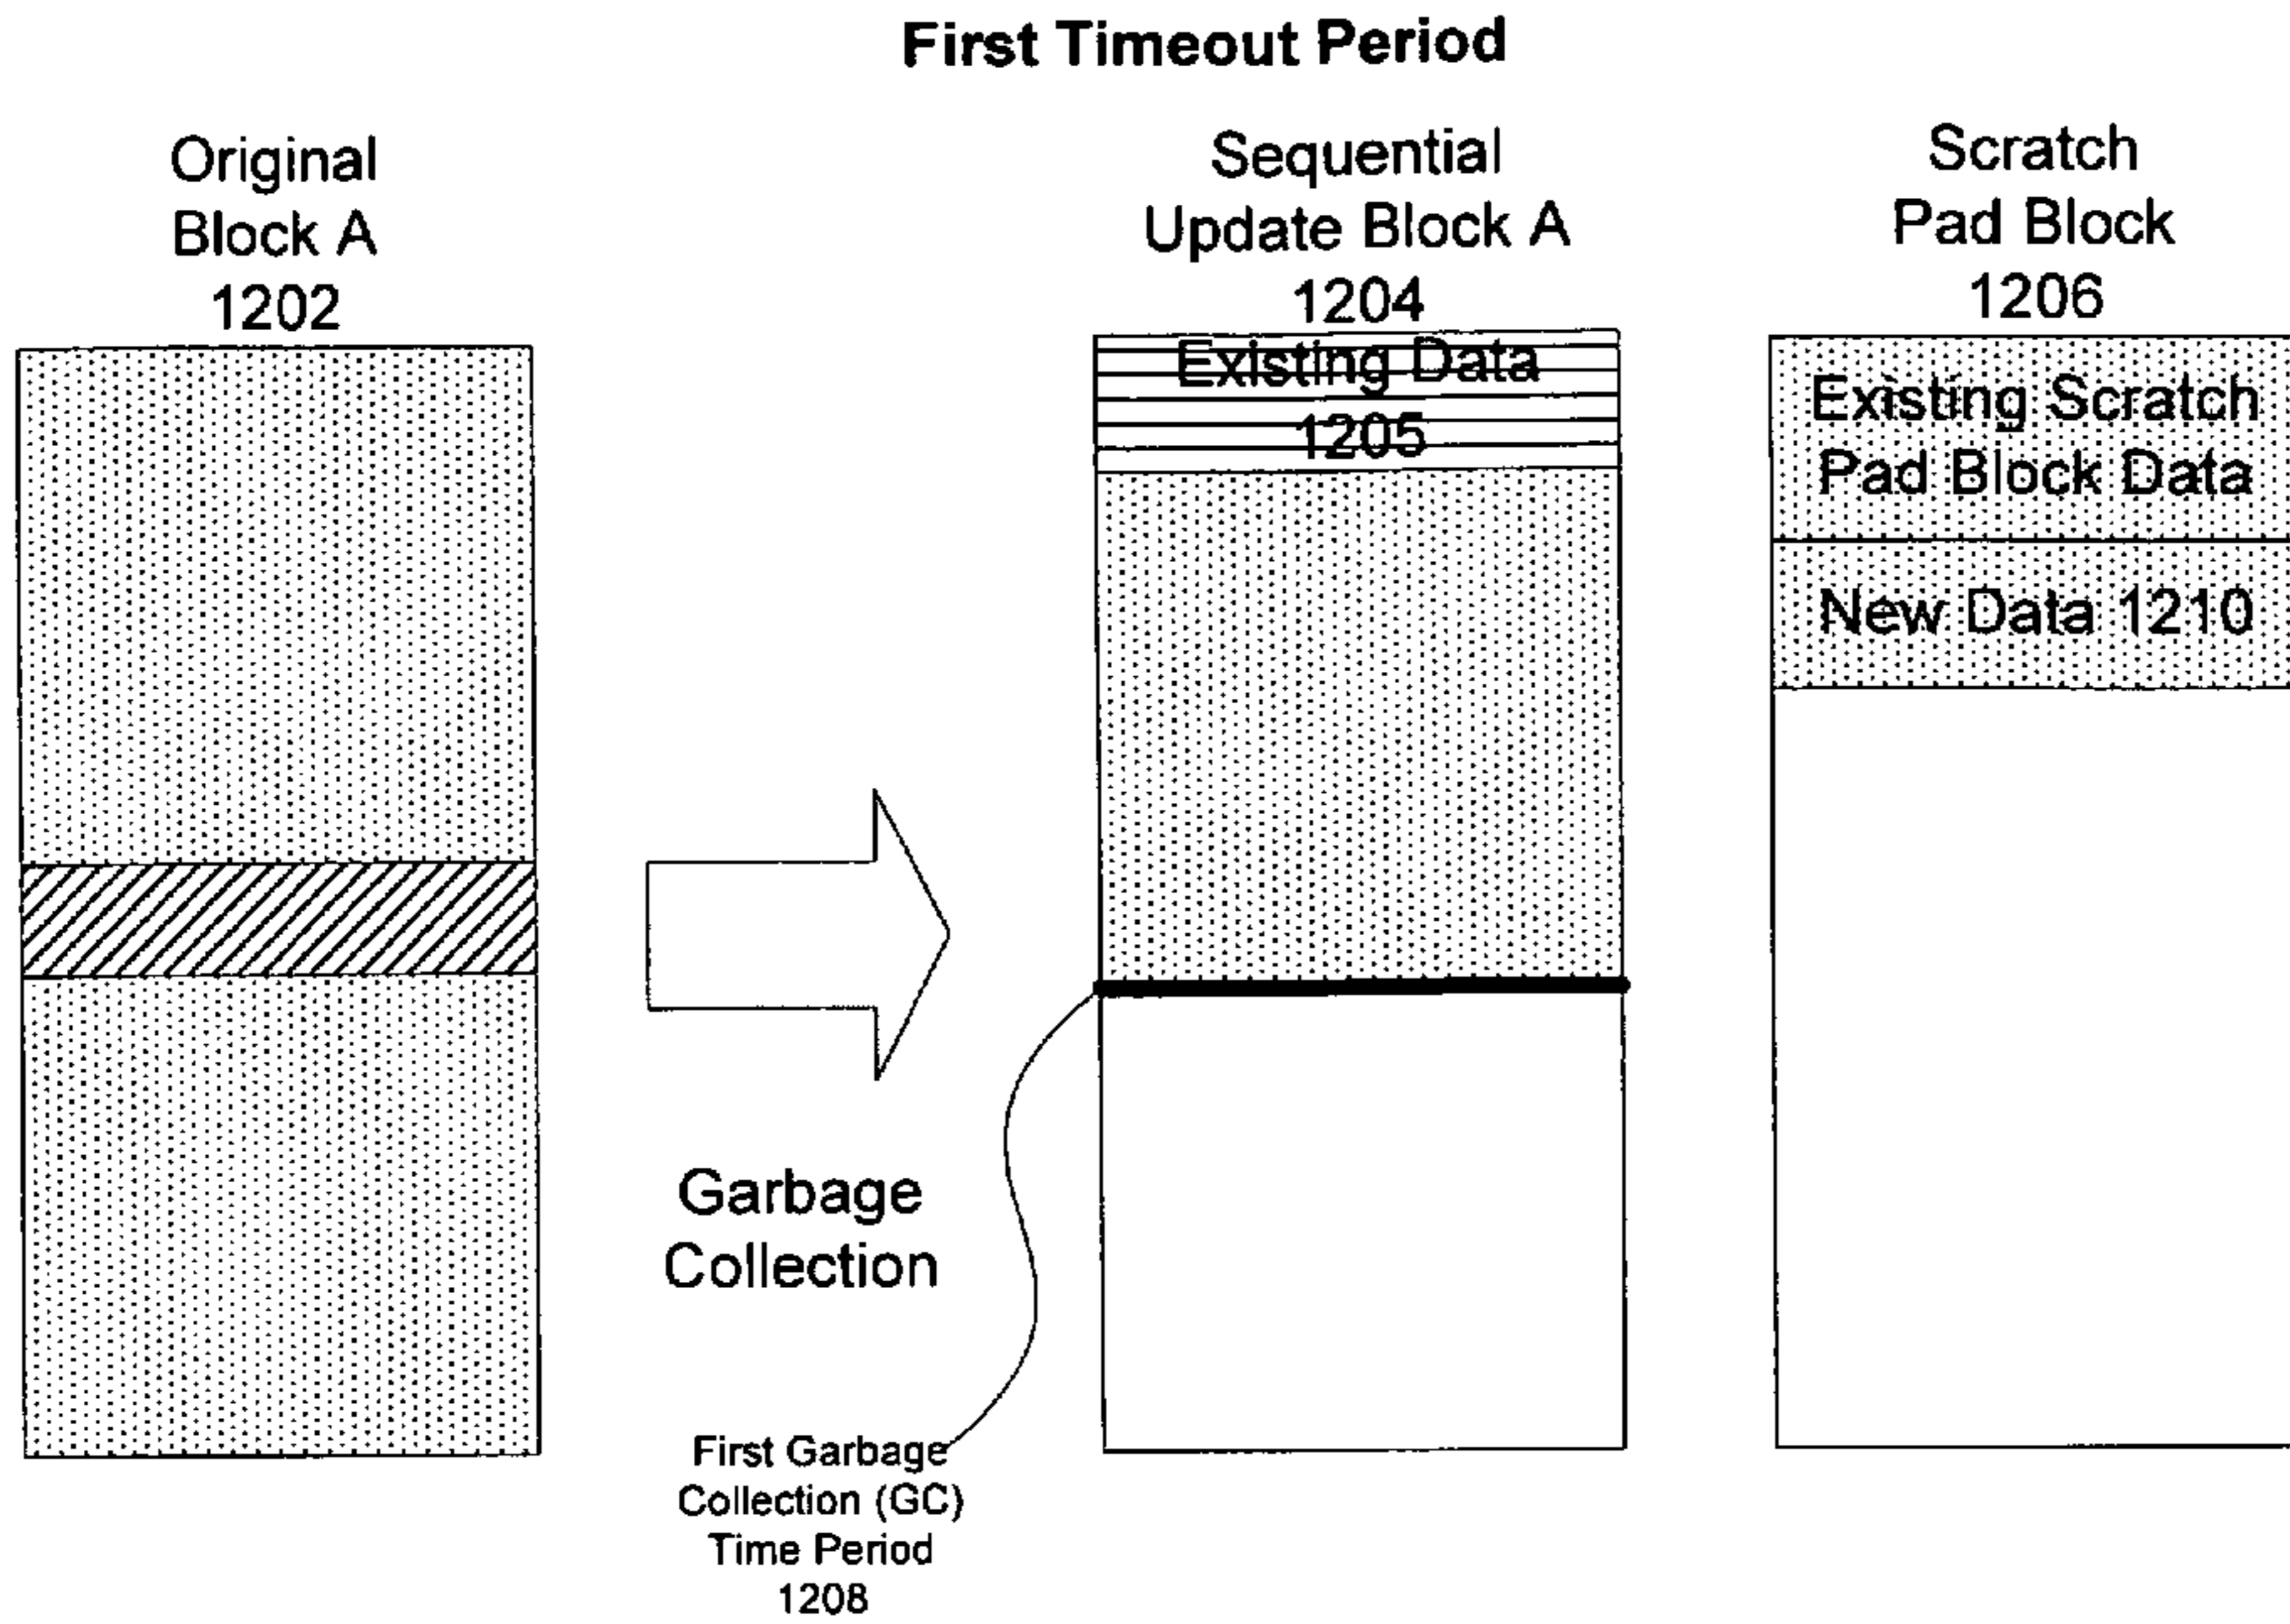 First Timeout Period
Original
Block A
1202
Sequential
Update Block A
1204
Existing Data
1205
Scratch
Pad Block
1206
Existing Scratch
Pad Block Data
New Data 1210
Garbage
Collection
First Garbage
Collection (GC)
Time Period
1208